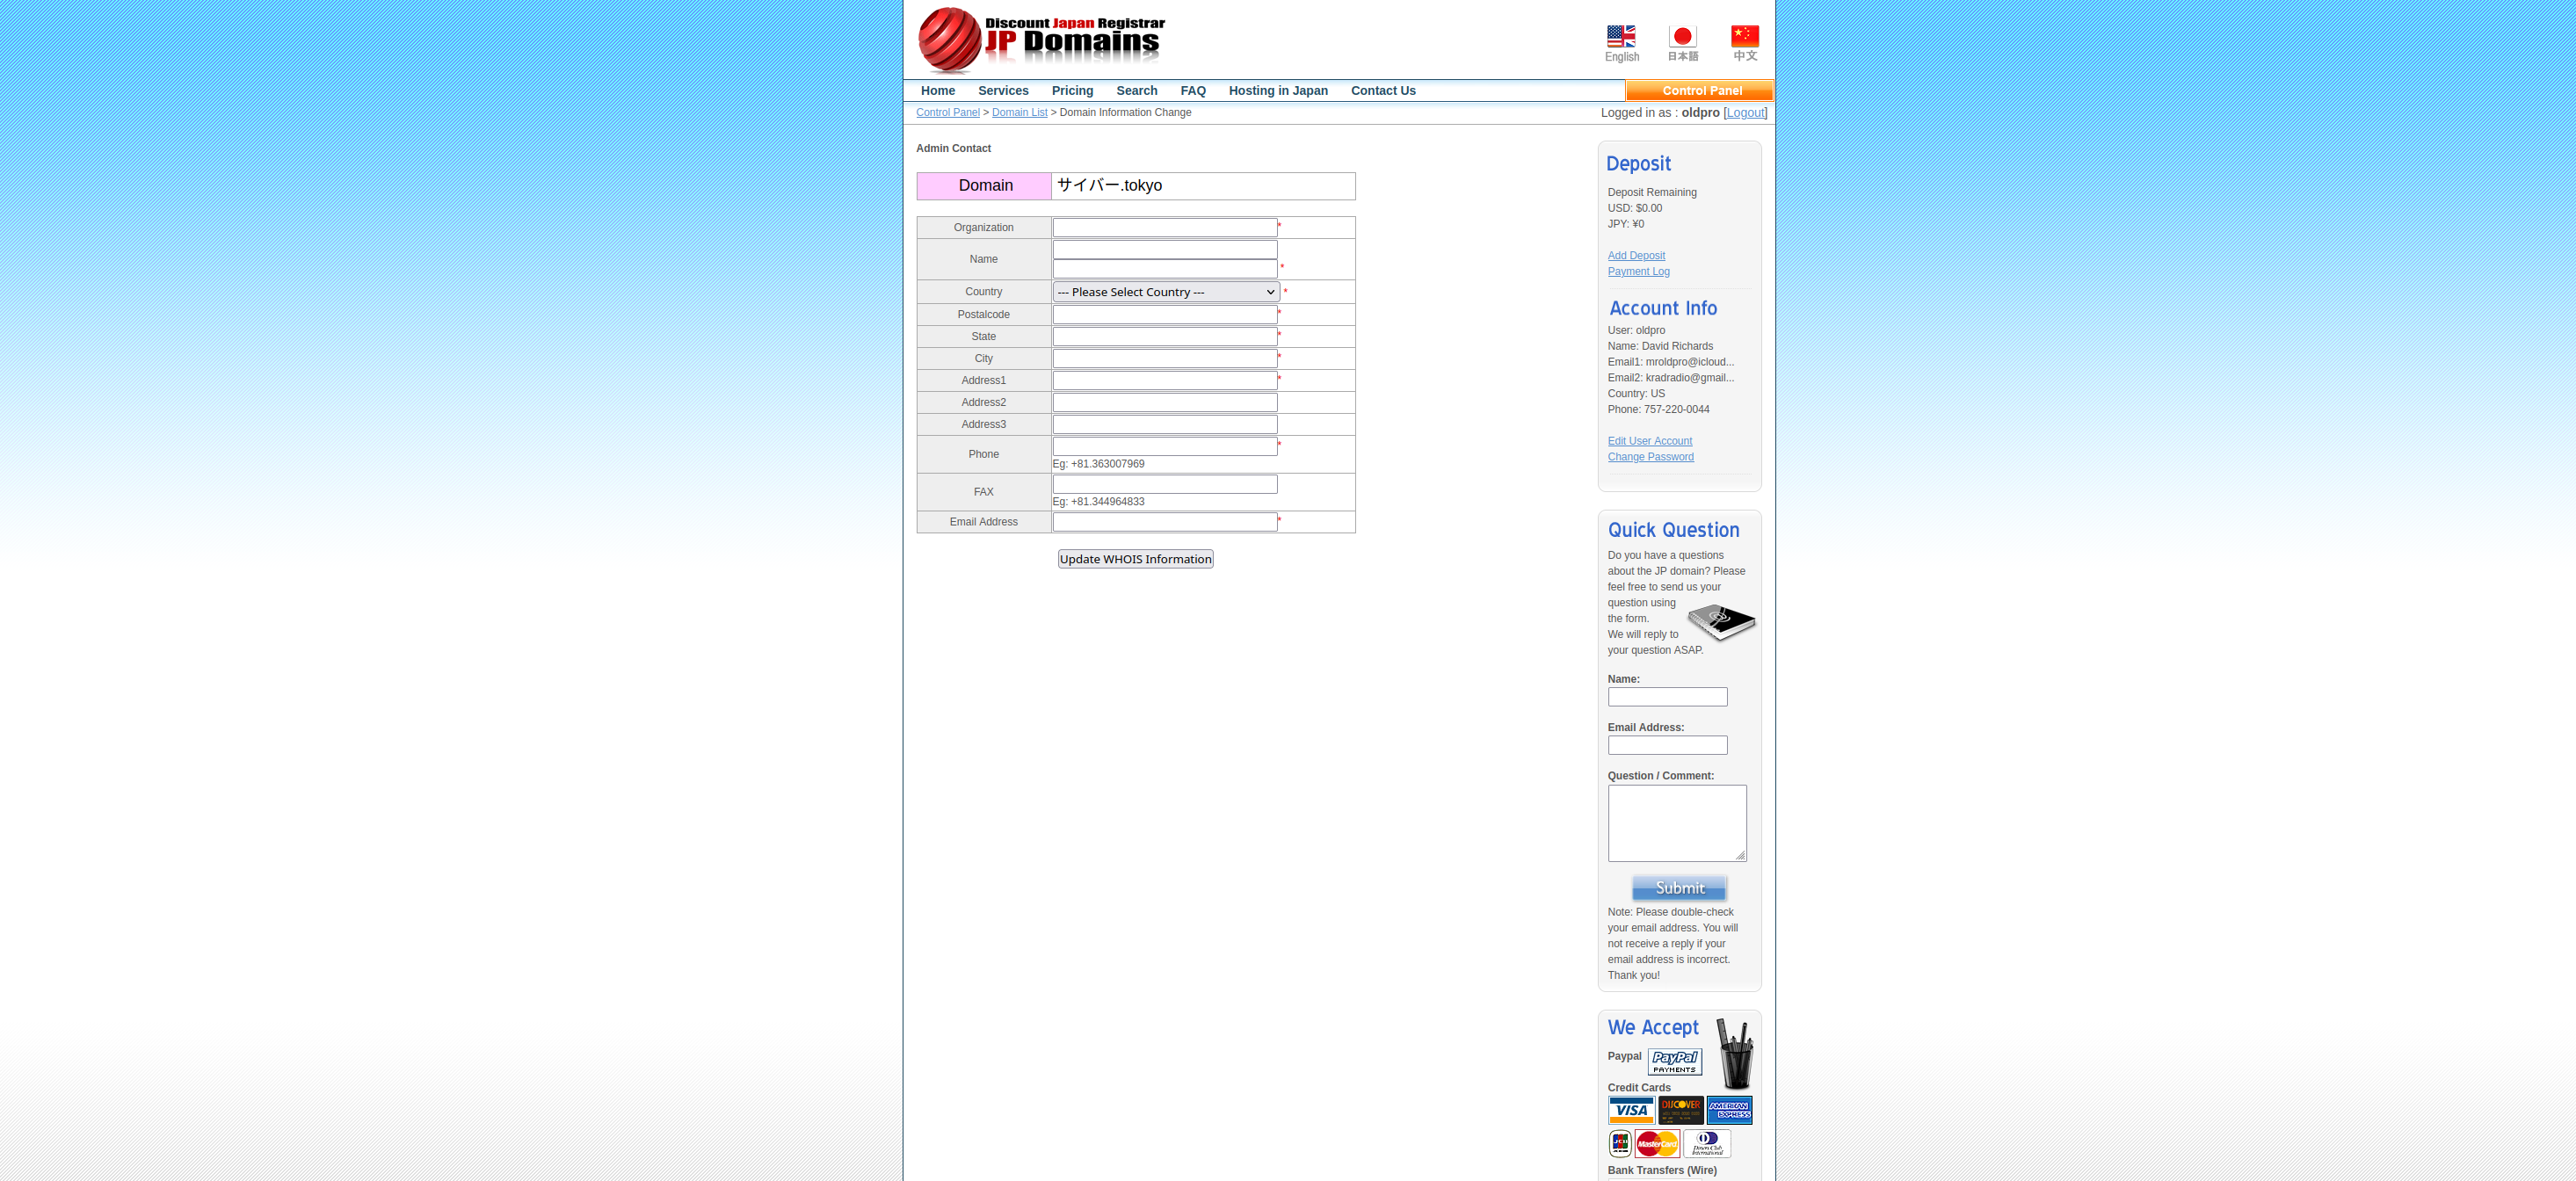 Discount Japan Registrar
JP Domains
English
日本語
中文
Home Services Pricing Search FAQ Hosting in Japan Contact Us Control Panel
Control Panel > Domain List > Domain Information Change
Logged in as : oldpro [Logout]
Admin Contact
Domain サイバー.tokyo
Organization *
Name *
Country --- Please Select Country --- *
Postalcode *
State *
City *
Address1 *
Address2
Address3
Phone *
Eg: +81.363007969
FAX
Eg: +81.344964833
Email Address *
Update WHOIS Information
Deposit
Deposit Remaining
USD: $0.00
JPY: ¥0
Add Deposit
Payment Log
Account Info
User: oldpro
Name: David Richards
Email1: mroldpro@icloud...
Email2: kradradio@gmail...
Country: US
Phone: 757-220-0044
Edit User Account
Change Password
Quick Question
Do you have a questions
about the JP domain? Please
feel free to send us your
question using
the form.
We will reply to
your question ASAP.
Name:
Email Address:
Question / Comment:
Submit
Note: Please double-check
your email address. You will
not receive a reply if your
email address is incorrect.
Thank you!
We Accept
Paypal PayPal
PAYMENTS
Credit Cards
VISA DISCOVER AMERICAN EXPRESS
JCB MasterCard Diners Club International
Bank Transfers (Wire)